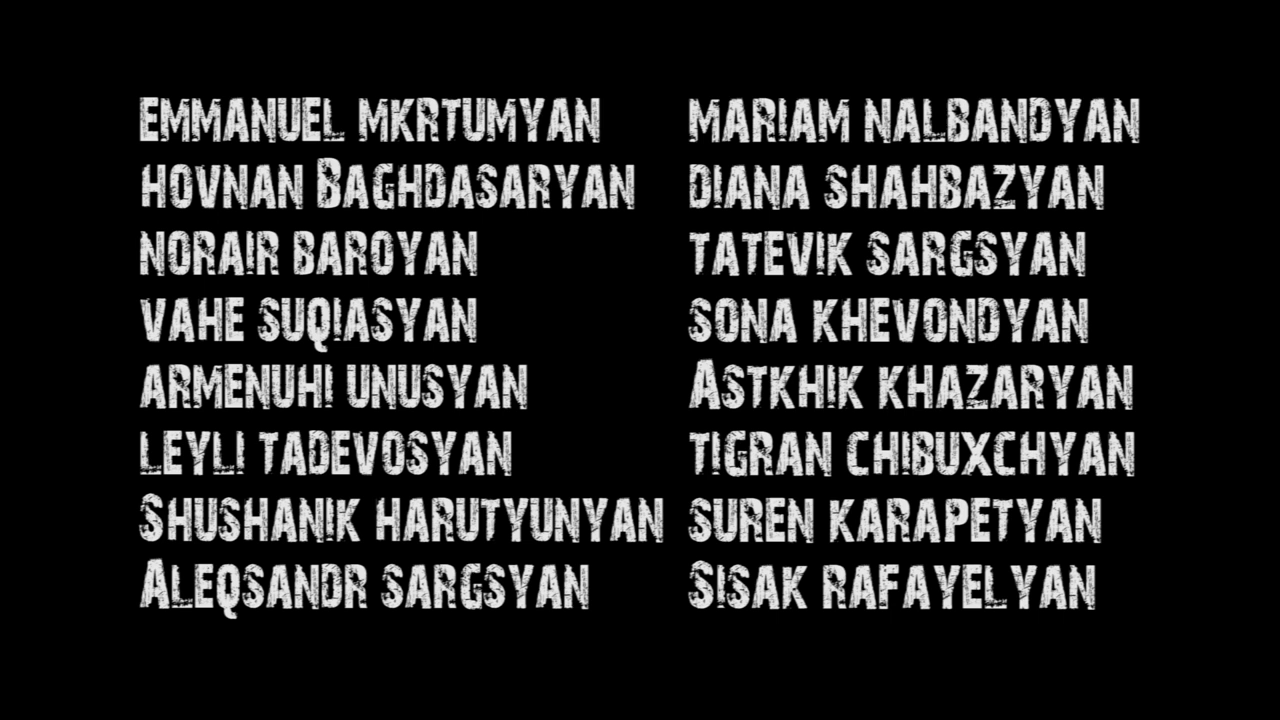 EMMANUEL MKRTUMYAN
HOVNAN BAGHDASARYAN
NORAIR BAROYAN
VAHE SUQIASYAN
ARMENUHI UNUSYAN
LEYLI TADEVOSYAN
SHUSHANIK HARUTYUNYAN
ALEQSANDR SARGSYAN
MARIAM NALBANDYAN
DIANA SHAHBAZYAN
TATEVIK SARGSYAN
SONA KHEVONDYAN
ASTKHIK KHAZARYAN
TIGRAN CHIBUXCHYAN
SUREN KARAPETYAN
SISAK RAFAYELYAN